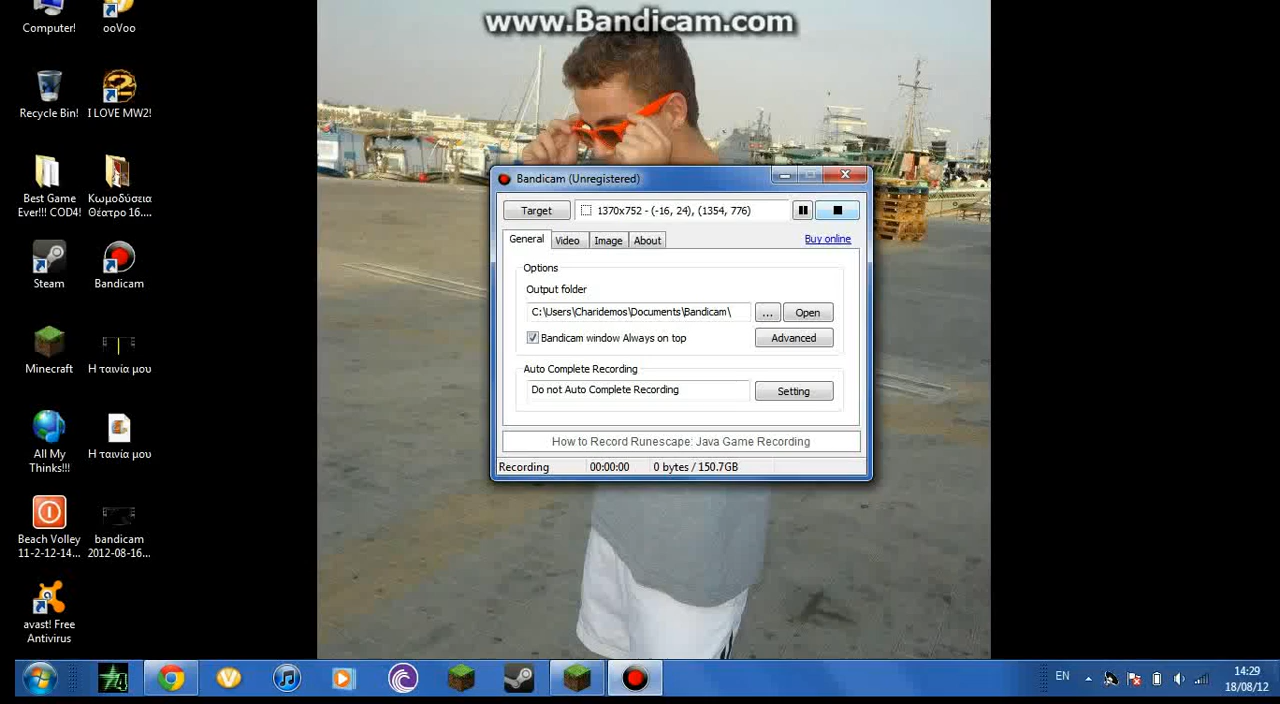 www.Bandicam.com
Computer!
ooVoo
Recycle Bin!
I LOVE MW2!
Best Game
Ever!!! COD4!
Κωμοδύσεια
Θέατρο 16....
Steam
Bandicam
Minecraft
Η ταινία μου
All My
Thinks!!!
Η ταινία μου
Beach Volley
11-2-12-14...
bandicam
2012-08-16...
avast! Free
Antivirus
Bandicam (Unregistered)
Target
1370x752 - (-16, 24), (1354, 776)
General
Video
Image
About
Buy online
Options
Output folder
C:\Users\Charidemos\Documents\Bandicam\
...
Open
Bandicam window Always on top
Advanced
Auto Complete Recording
Do not Auto Complete Recording
Setting
How to Record Runescape: Java Game Recording
Recording
00:00:00
0 bytes / 150.7GB
4
EN
14:29
18/08/12